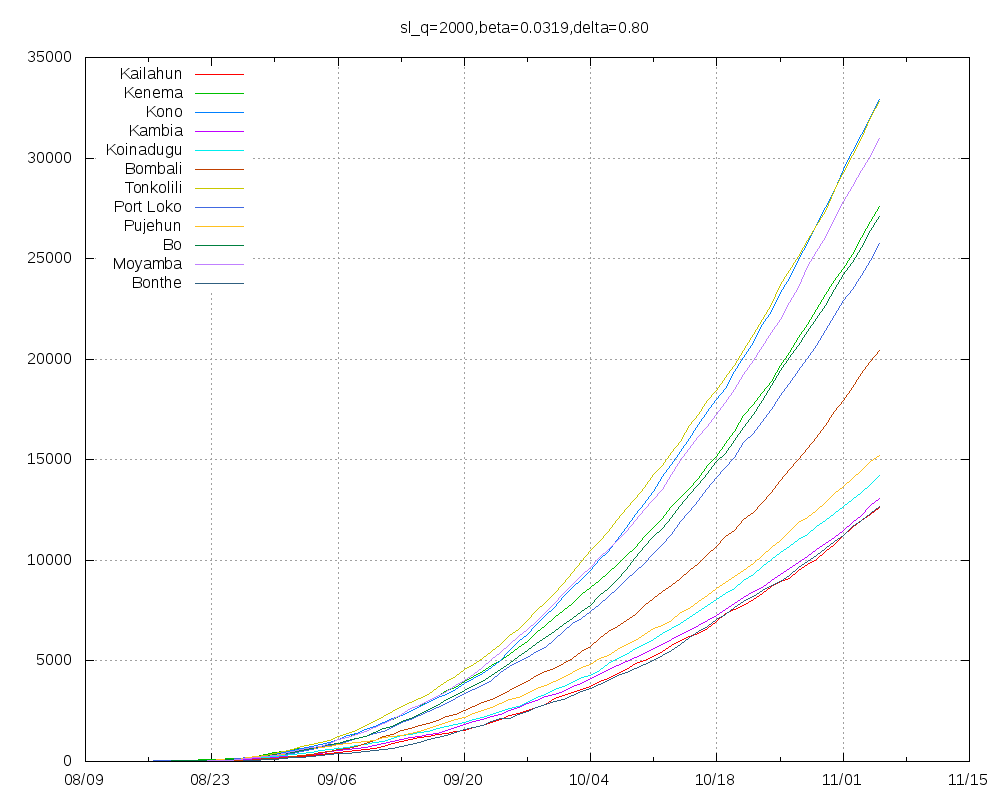 sl_q=2000,beta=0.0319,delta=0.80
35000
30000
25000
20000
15000
10000
5000
0
Kailahun
Kenema
Kono
Kambia
Koinadugu
Bombali
Tonkolili
Port Loko
Pujehun
Bo
Moyamba
Bonthe
08/09 08/23 09/06 09/20 10/04 10/18 11/01 11/15